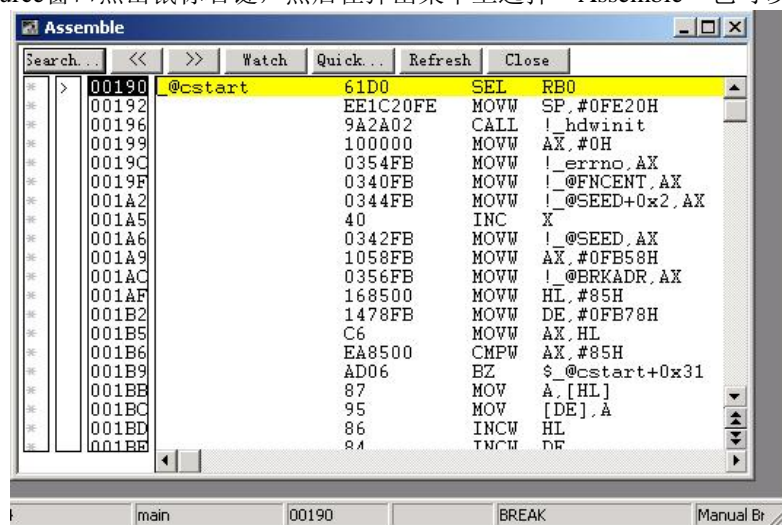 Assemble
Search... << >> Watch Quick... Refresh Close
* > 00190 _@cstart 61D0 SEL RB0
* 00192 EE1C20FE MOVW SP,#0FE20H
* 00196 9A2A02 CALL !_hdwinit
* 00199 100000 MOVW AX,#0H
* 0019C 0354FB MOVW !_errno,AX
* 0019F 0340FB MOVW !_@FNCENT,AX
* 001A2 0344FB MOVW !_@SEED+0x2,AX
* 001A5 40 INC X
* 001A6 0342FB MOVW !_@SEED,AX
* 001A9 1058FB MOVW AX,#0FB58H
* 001AC 0356FB MOVW !_@BRKADR,AX
* 001AF 168500 MOVW HL,#85H
* 001B2 1478FB MOVW DE,#0FB78H
* 001B5 C6 MOVW AX,HL
* 001B6 EA8500 CMPW AX,#85H
* 001B9 AD06 BZ $_@cstart+0x31
* 001BB 87 MOV A,[HL]
* 001BC 95 MOV [DE],A
* 001BD 86 INCW HL
* 001BE 84 INCW DE
main 00190 BREAK Manual Br